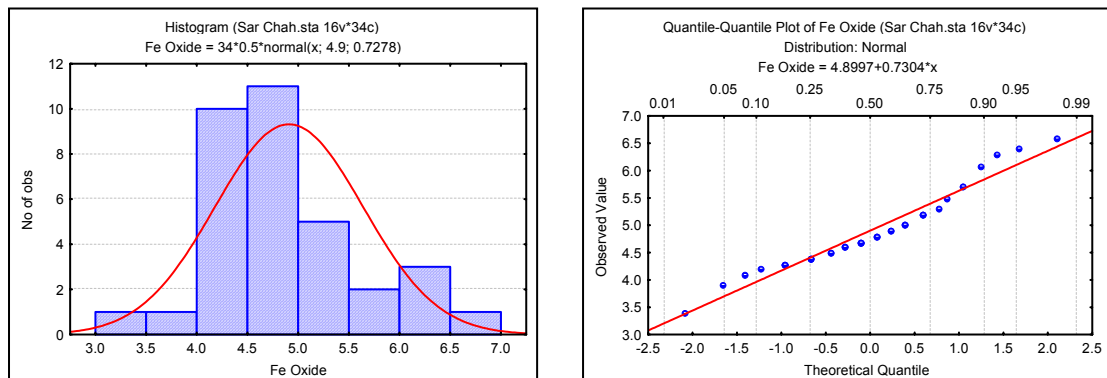 Histogram (Sar Chah.sta 16v*34c)
Fe Oxide = 34*0.5*normal(x; 4.9; 0.7278)
12
10
8
6
4
2
0
No of obs
3.0 3.5 4.0 4.5 5.0 5.5 6.0 6.5 7.0
Fe Oxide
Quantile-Quantile Plot of Fe Oxide (Sar Chah.sta 16v*34c)
Distribution: Normal
Fe Oxide = 4.8997+0.7304*x
0.01 0.05 0.10 0.25 0.50 0.75 0.90 0.95 0.99
7.0
6.5
6.0
5.5
5.0
4.5
4.0
3.5
3.0
Observed Value
-2.5 -2.0 -1.5 -1.0 -0.5 0.0 0.5 1.0 1.5 2.0 2.5
Theoretical Quantile